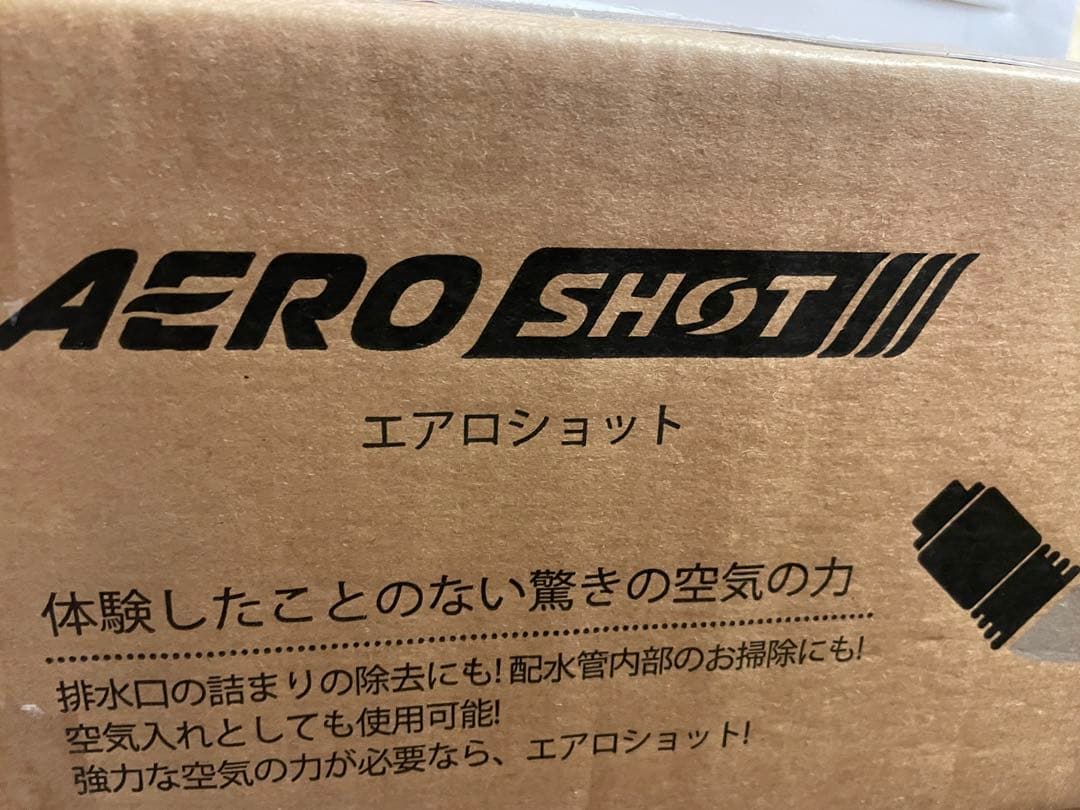 AERO SHOT
エアロショット
体験したことのない驚きの空気の力
排水口の詰まりの除去にも!配水管内部のお掃除にも!
空気入れとしても使用可能!
強力な空気の力が必要なら、エアロショット!